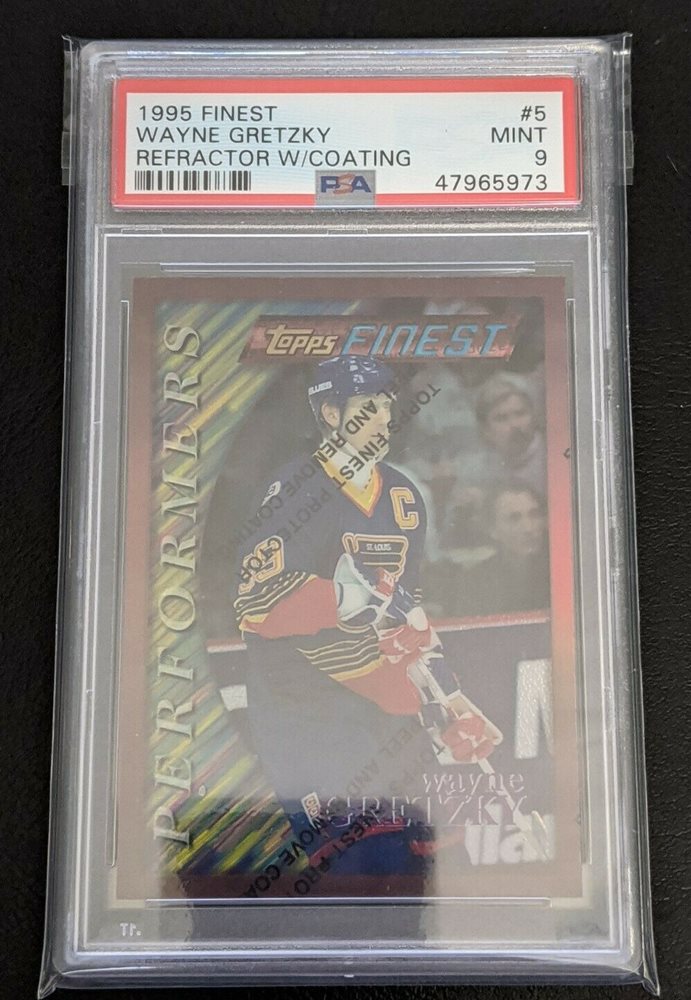 1995 FINEST #5
WAYNE GRETZKY MINT
REFRACTOR W/COATING 9
PSA 47965973
TOPPS FINEST
PERFORMERS
BLUES
TOPPS FINEST PROTECTOR
PEEL AND REMOVE COATING
C
ST. LOUIS
wayne
GRETZKY